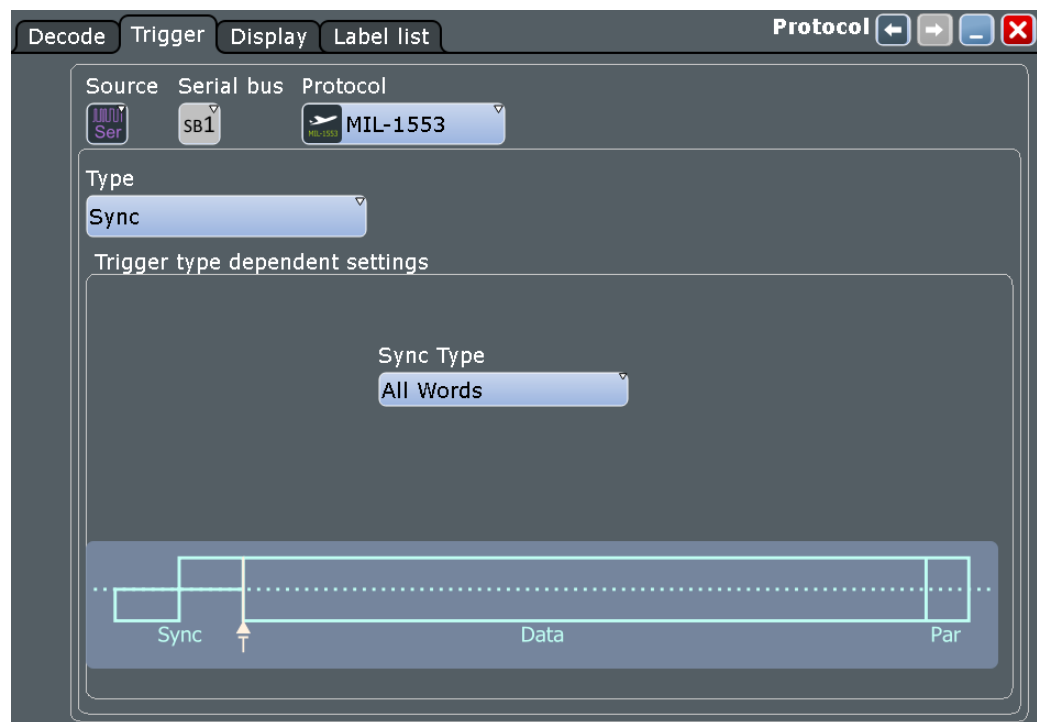 Decode Trigger Display Label list Protocol
Source Serial bus Protocol
Ser SB1 MIL-1553 MIL-1553
Type
Sync
Trigger type dependent settings
Sync Type
All Words
Sync T Data Par